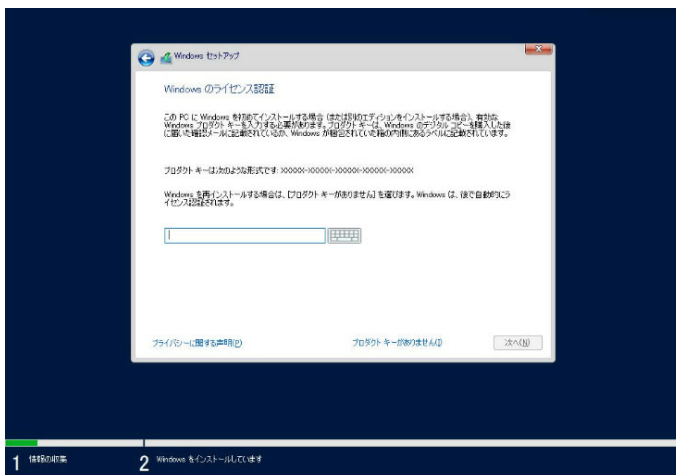 Windows セットアップ
Windows のライセンス認証
この PC に Windows を初めてインストールする場合 (または別のエディションをインストールする場合)、有効な
Windows プロダクト キーを入力する必要があります。プロダクト キーは、Windows のデジタル コピーを購入した後
に届いた確認メールに記載されているか、Windows が梱包されていた箱の内側にあるラベルに記載されています。
プロダクト キーは次のような形式です: XXXXX-XXXXX-XXXXX-XXXXX-XXXXX
Windows を再インストールする場合は、[プロダクト キーがありません] を選びます。Windows は、後で自動的にラ
イセンス認証されます。
プライバシーに関する声明(P)
プロダクト キーがありません(I)
次へ(N)
1 情報の収集
2 Windows をインストールしています